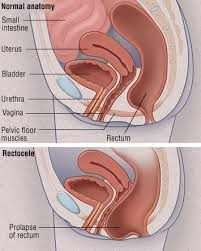 Normal anatomy
Small
intestine
Uterus
Bladder
Urethra
Vagina
Pelvic floor
muscles
Rectum
Rectocele
Prolapse
of rectum